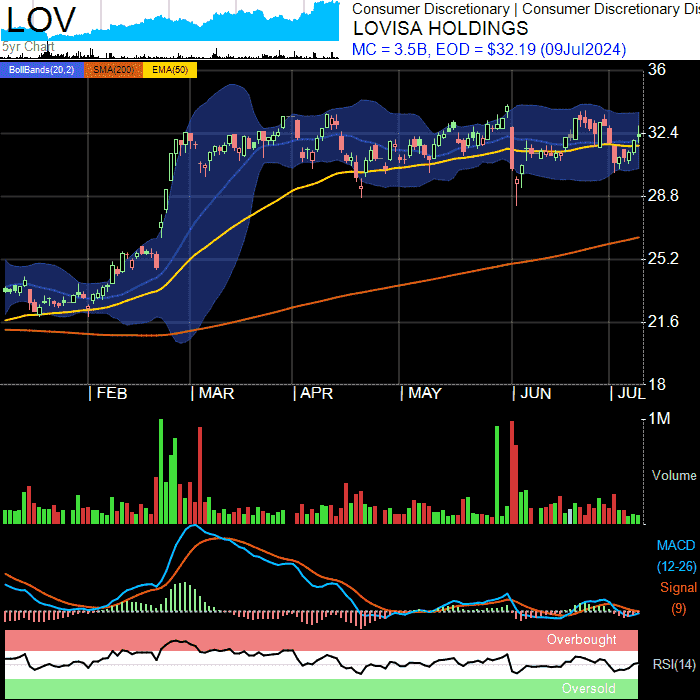 LOV
5yr Chart
Consumer Discretionary | Consumer Discretionary Dis
LOVISA HOLDINGS
MC = 3.5B, EOD = $32.19 (09Jul2024)
BollBands(20,2) SMA(200) EMA(50)
36
32.4
28.8
25.2
21.6
18
| FEB | MAR | APR | MAY | JUN | JUL
1M
Volume
MACD
(12-26)
Signal
(9)
Overbought
RSI(14)
Oversold